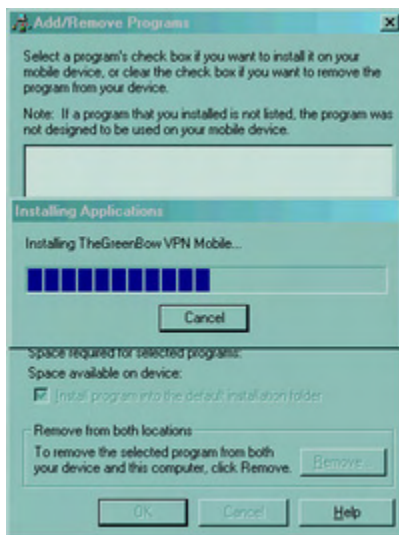 Add/Remove Programs
Select a program's check box if you want to install it on your
mobile device, or clear the check box if you want to remove the
program from your device.
Note: If a program that you installed is not listed, the program was
not designed to be used on your mobile device.
Installing Applications
Installing TheGreenBow VPN Mobile...
Cancel
Space required for selected programs:
Space available on device:
Install program into the default installation folder
Remove from both locations
To remove the selected program from both
your device and this computer, click Remove.
Remove...
OK
Cancel
Help